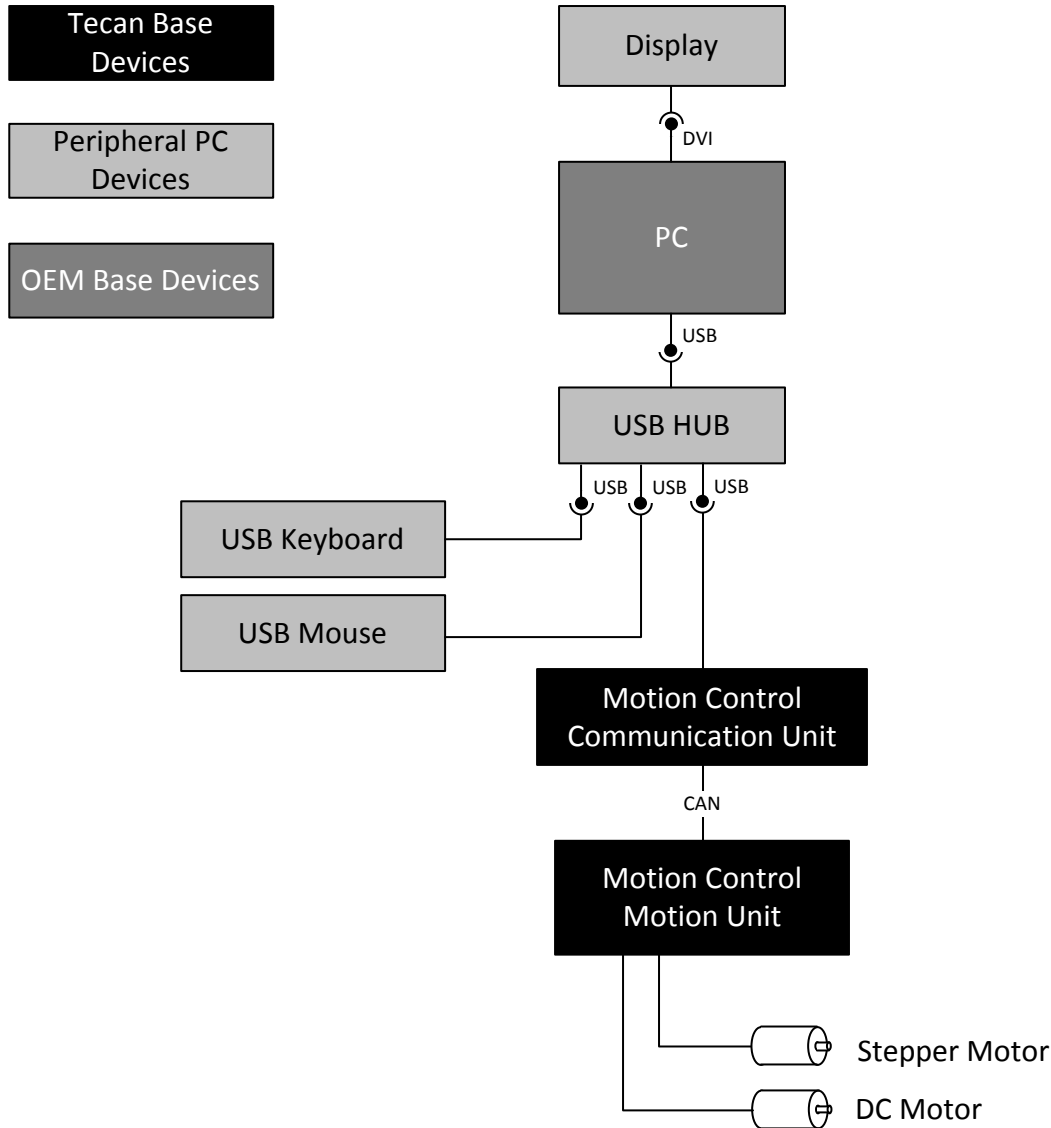 Tecan Base
Devices
Peripheral PC
Devices
OEM Base Devices
Display
DVI
PC
USB
USB HUB
USB USB USB
USB Keyboard
USB Mouse
Motion Control
Communication Unit
CAN
Motion Control
Motion Unit
Stepper Motor
DC Motor